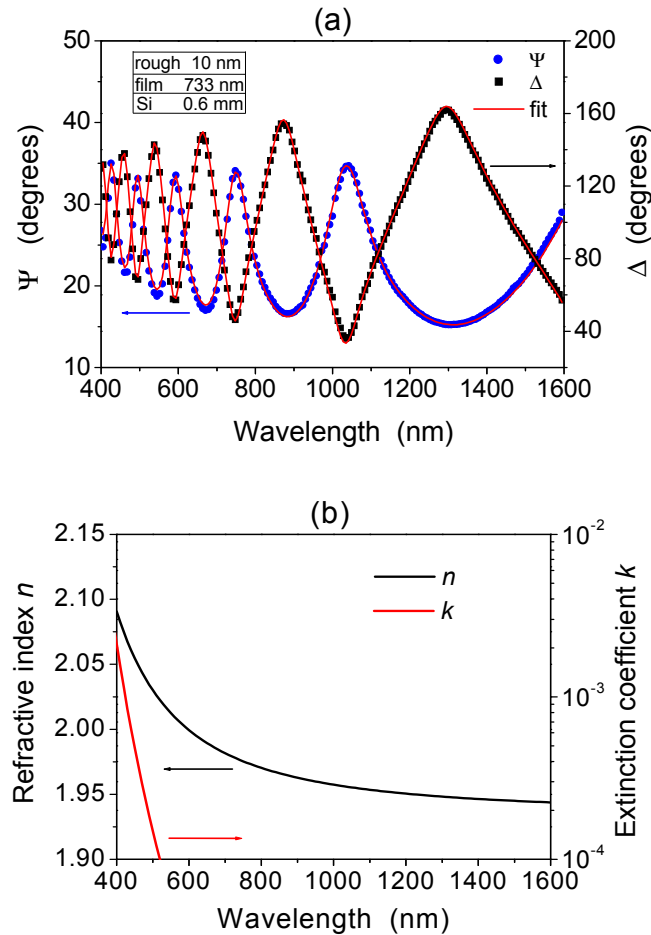 (a)
50
40
30
20
10
Ψ (degrees)
rough 10 nm
film 733 nm
Si 0.6 mm
Ψ
Δ
fit
200
160
120
80
40
Δ (degrees)
400 600 800 1000 1200 1400 1600
Wavelength (nm)
(b)
2.15
2.10
2.05
2.00
1.95
1.90
Refractive index n
n
k
10⁻²
10⁻³
10⁻⁴
Extinction coefficient k
400 600 800 1000 1200 1400 1600
Wavelength (nm)